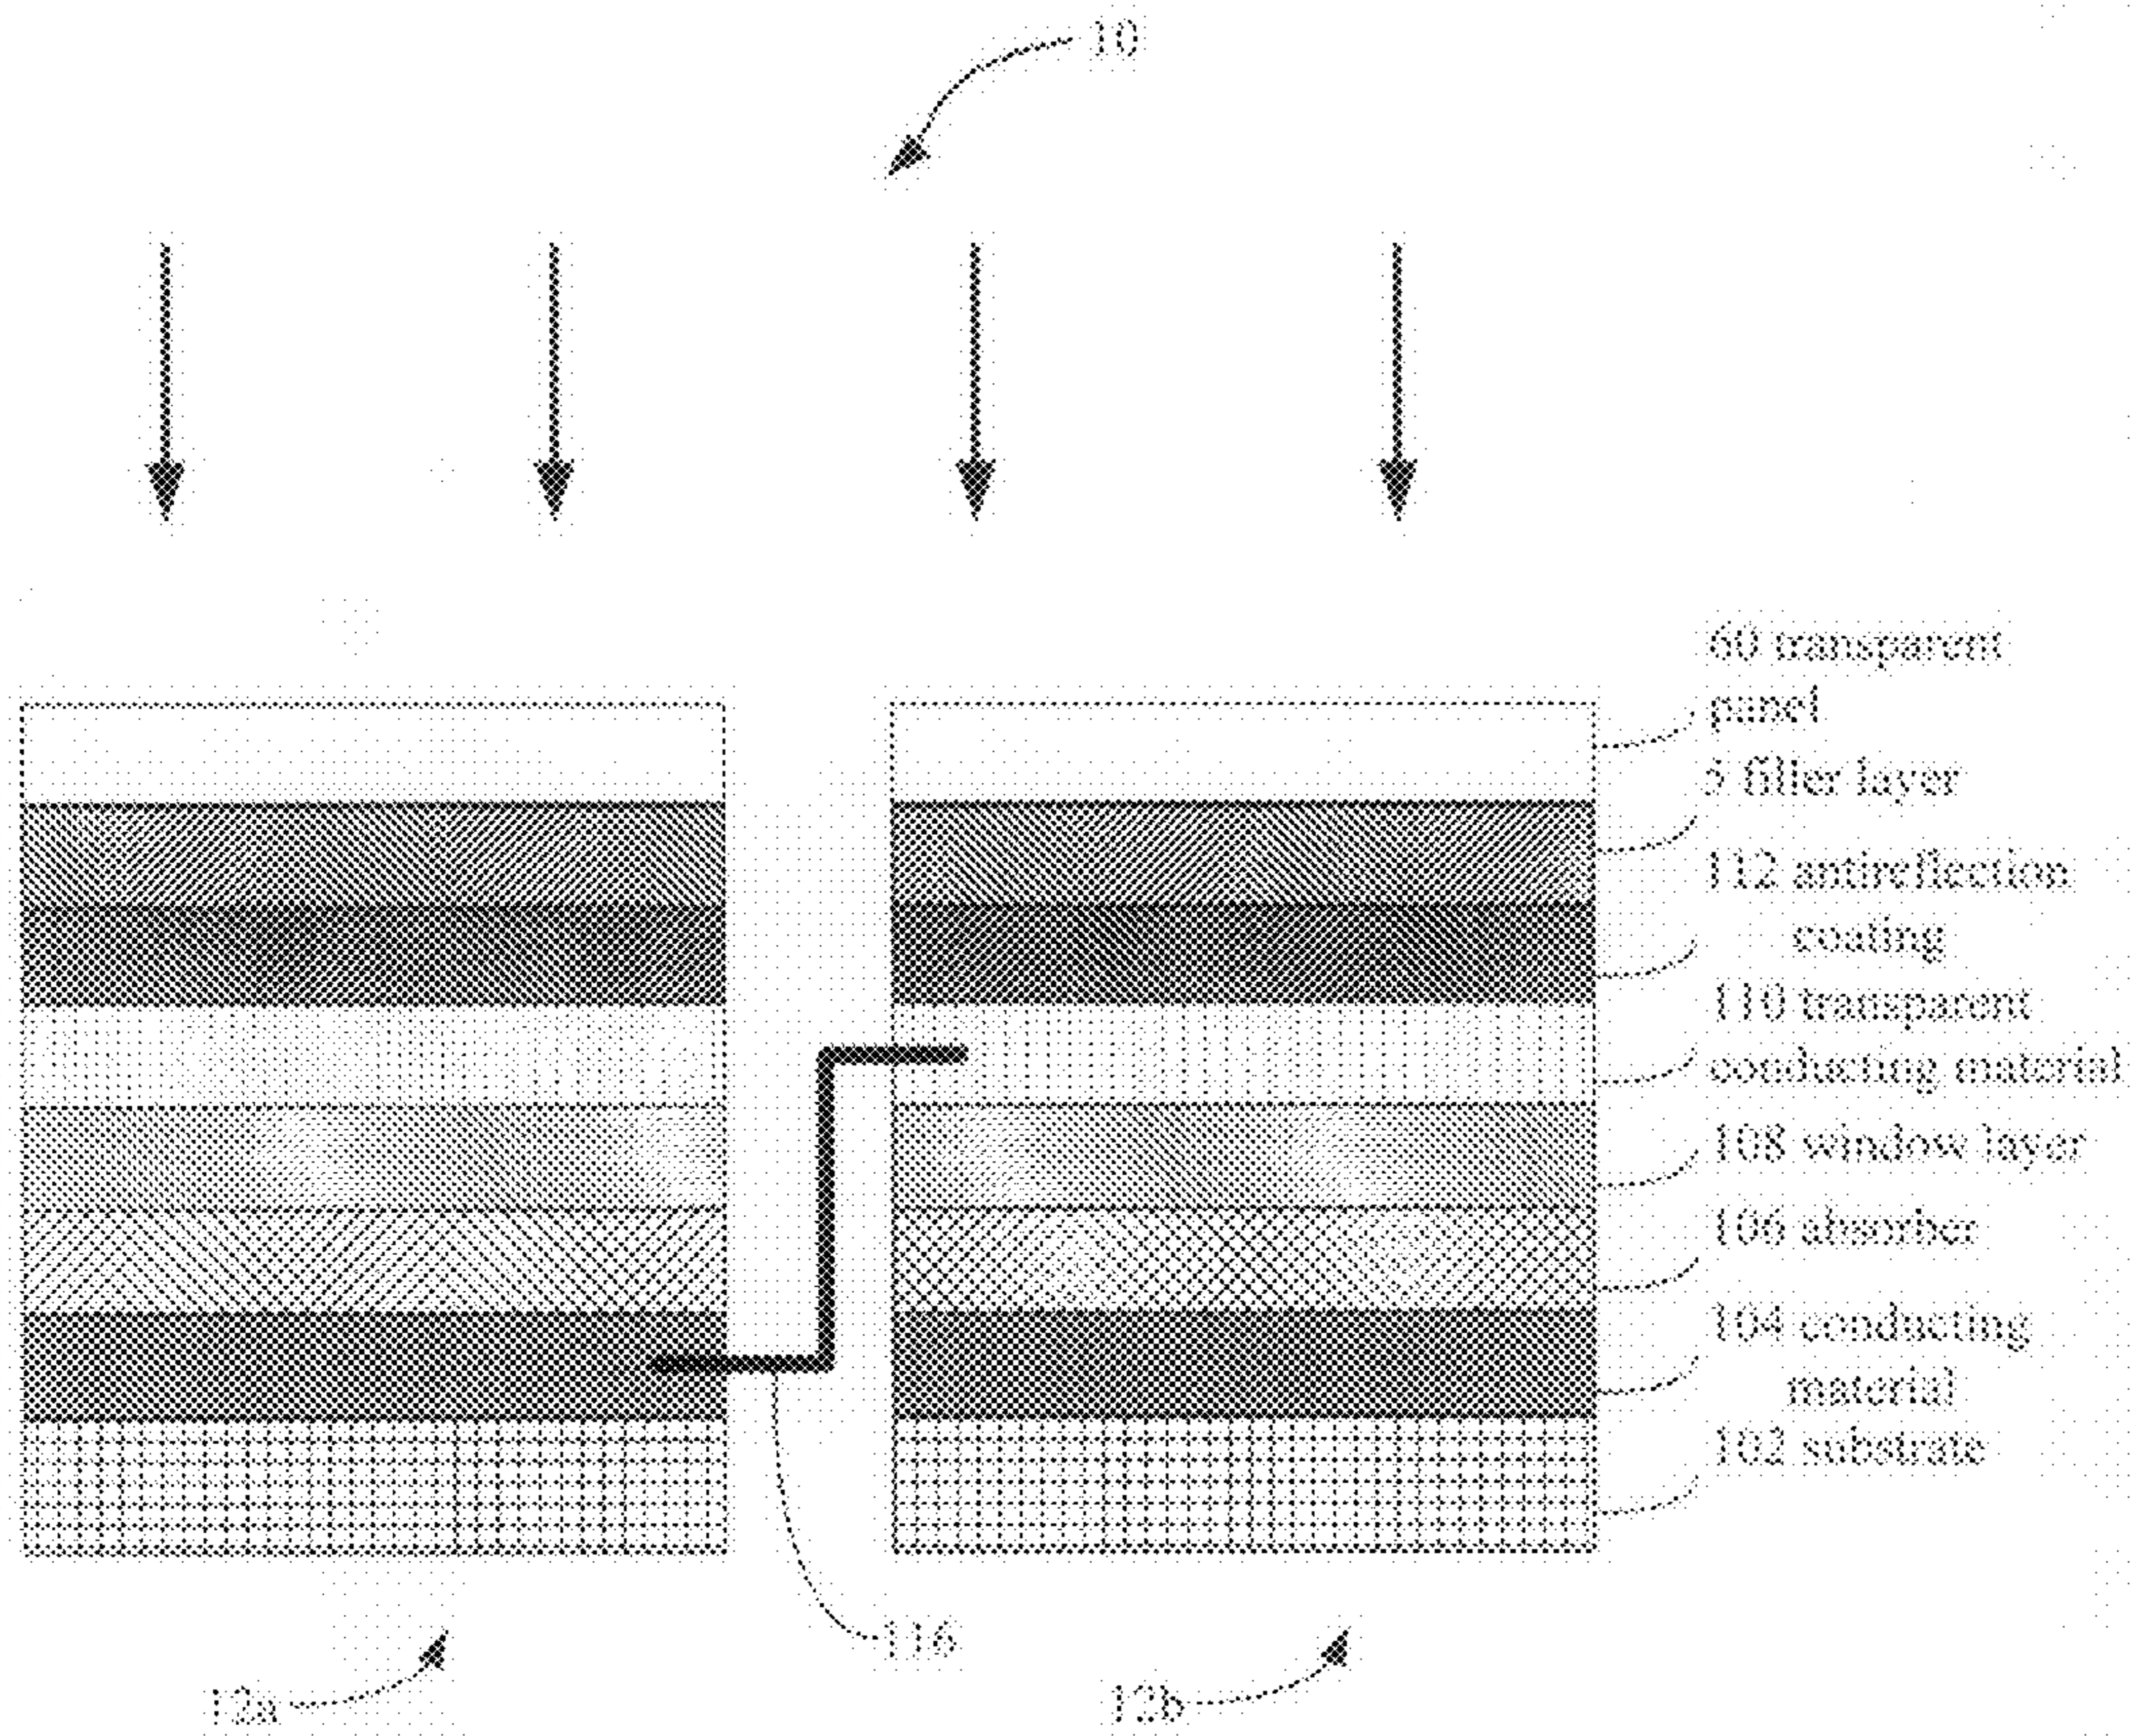 10
60 transparent
panel
5 filler layer
112 antireflection
coating
110 transparent
conducting material
108 window layer
106 absorber
104 conducting
material
102 substrate
116
12a
12b